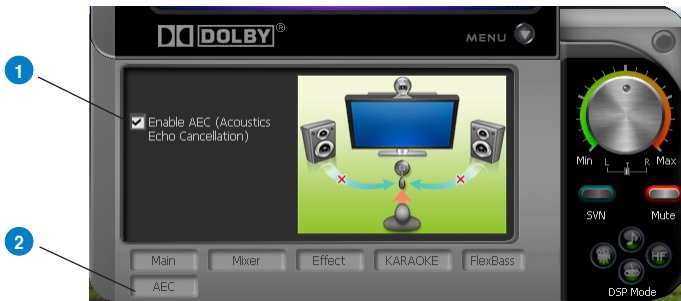 DOLBY®
MENU
1
Enable AEC (Acoustics
Echo Cancellation)
Min L T R Max
SVN Mute
2
Main Mixer Effect KARAOKE FlexBass
HF
AEC
DSP Mode